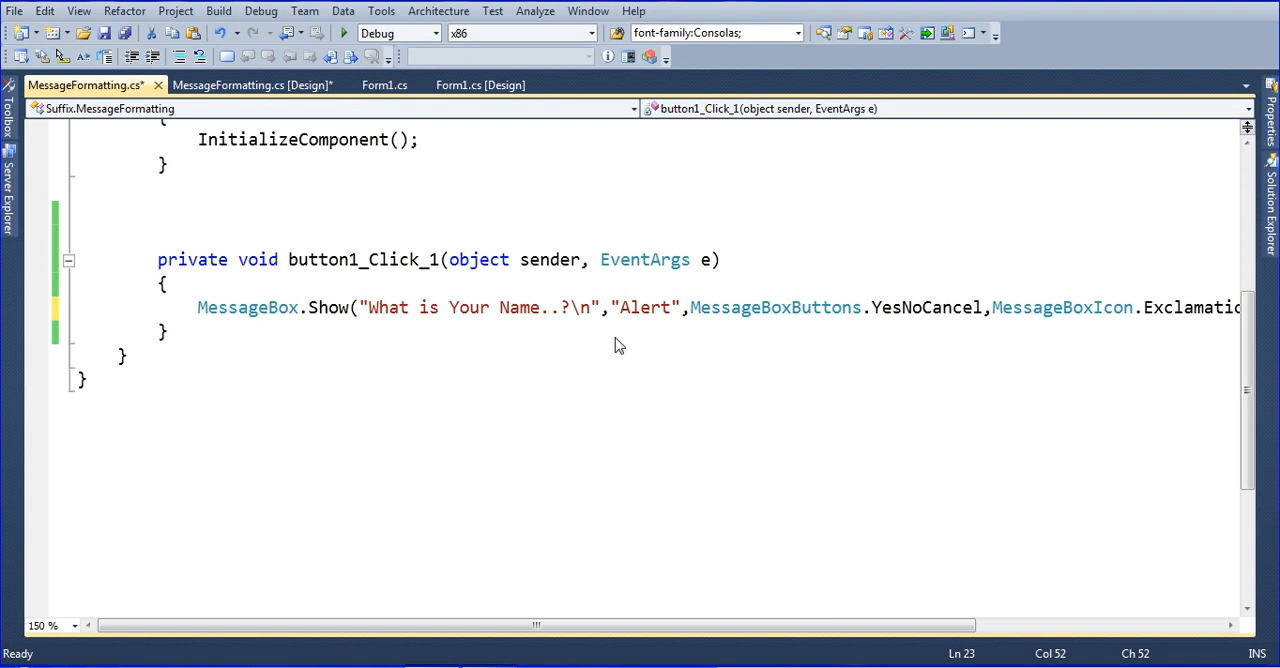 File Edit View Refactor Project Build Debug Team Data Tools Architecture Test Analyze Window Help
Debug x86 font-family:Consolas;
MessageFormatting.cs* MessageFormatting.cs [Design]* Form1.cs Form1.cs [Design]
Suffix.MessageFormatting button1_Click_1(object sender, EventArgs e)
Toolbox
Server Explorer
Properties
Solution Explorer
{
InitializeComponent();
}
private void button1_Click_1(object sender, EventArgs e)
{
MessageBox.Show("What is Your Name..?\n","Alert",MessageBoxButtons.YesNoCancel,MessageBoxIcon.Exclamatio
}
}
}
150 %
Ready Ln 23 Col 52 Ch 52 INS